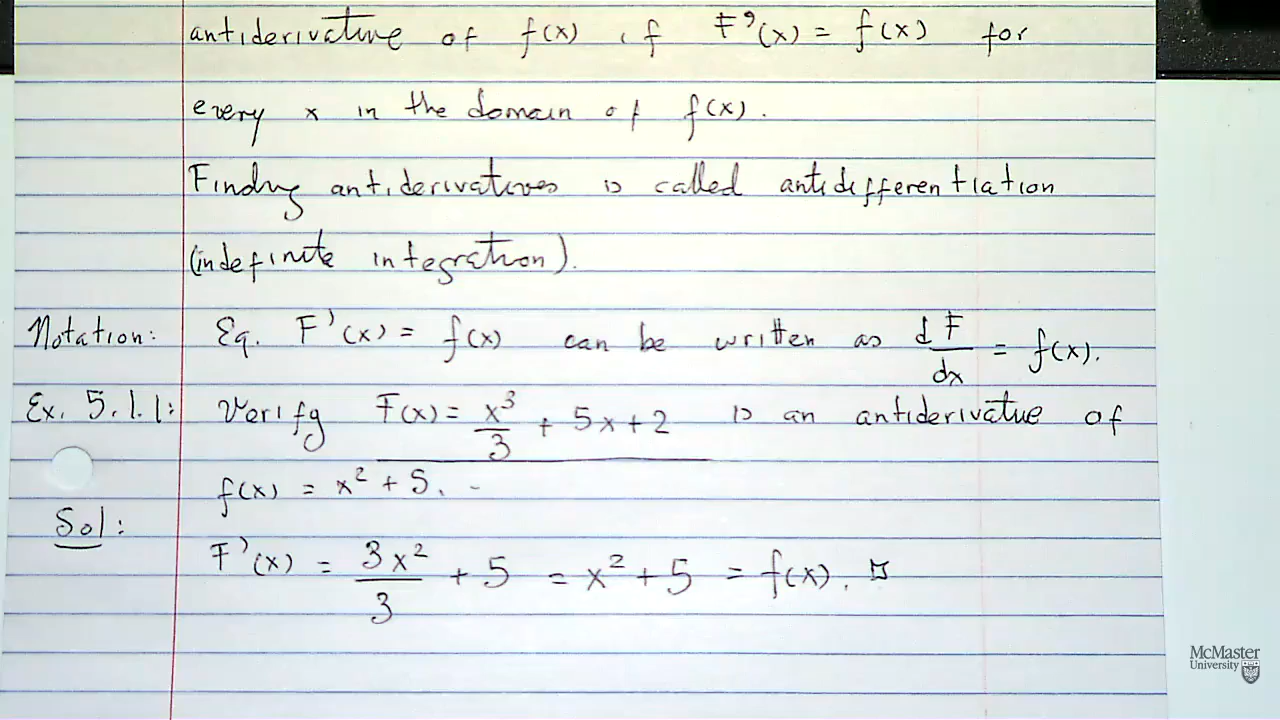 antiderivative of f(x) if F'(x) = f(x) for
every x in the domain of f(x).
Finding antiderivatives is called antidifferentiation
(indefinite integration).
Notation: Eq. F'(x) = f(x) can be written as dF/dx = f(x).
Ex. 5.1.1: Verify F(x) = x³/3 + 5x + 2 is an antiderivative of
f(x) = x² + 5.
Sol:
F'(x) = 3x²/3 + 5 = x² + 5 = f(x). □
McMaster
University